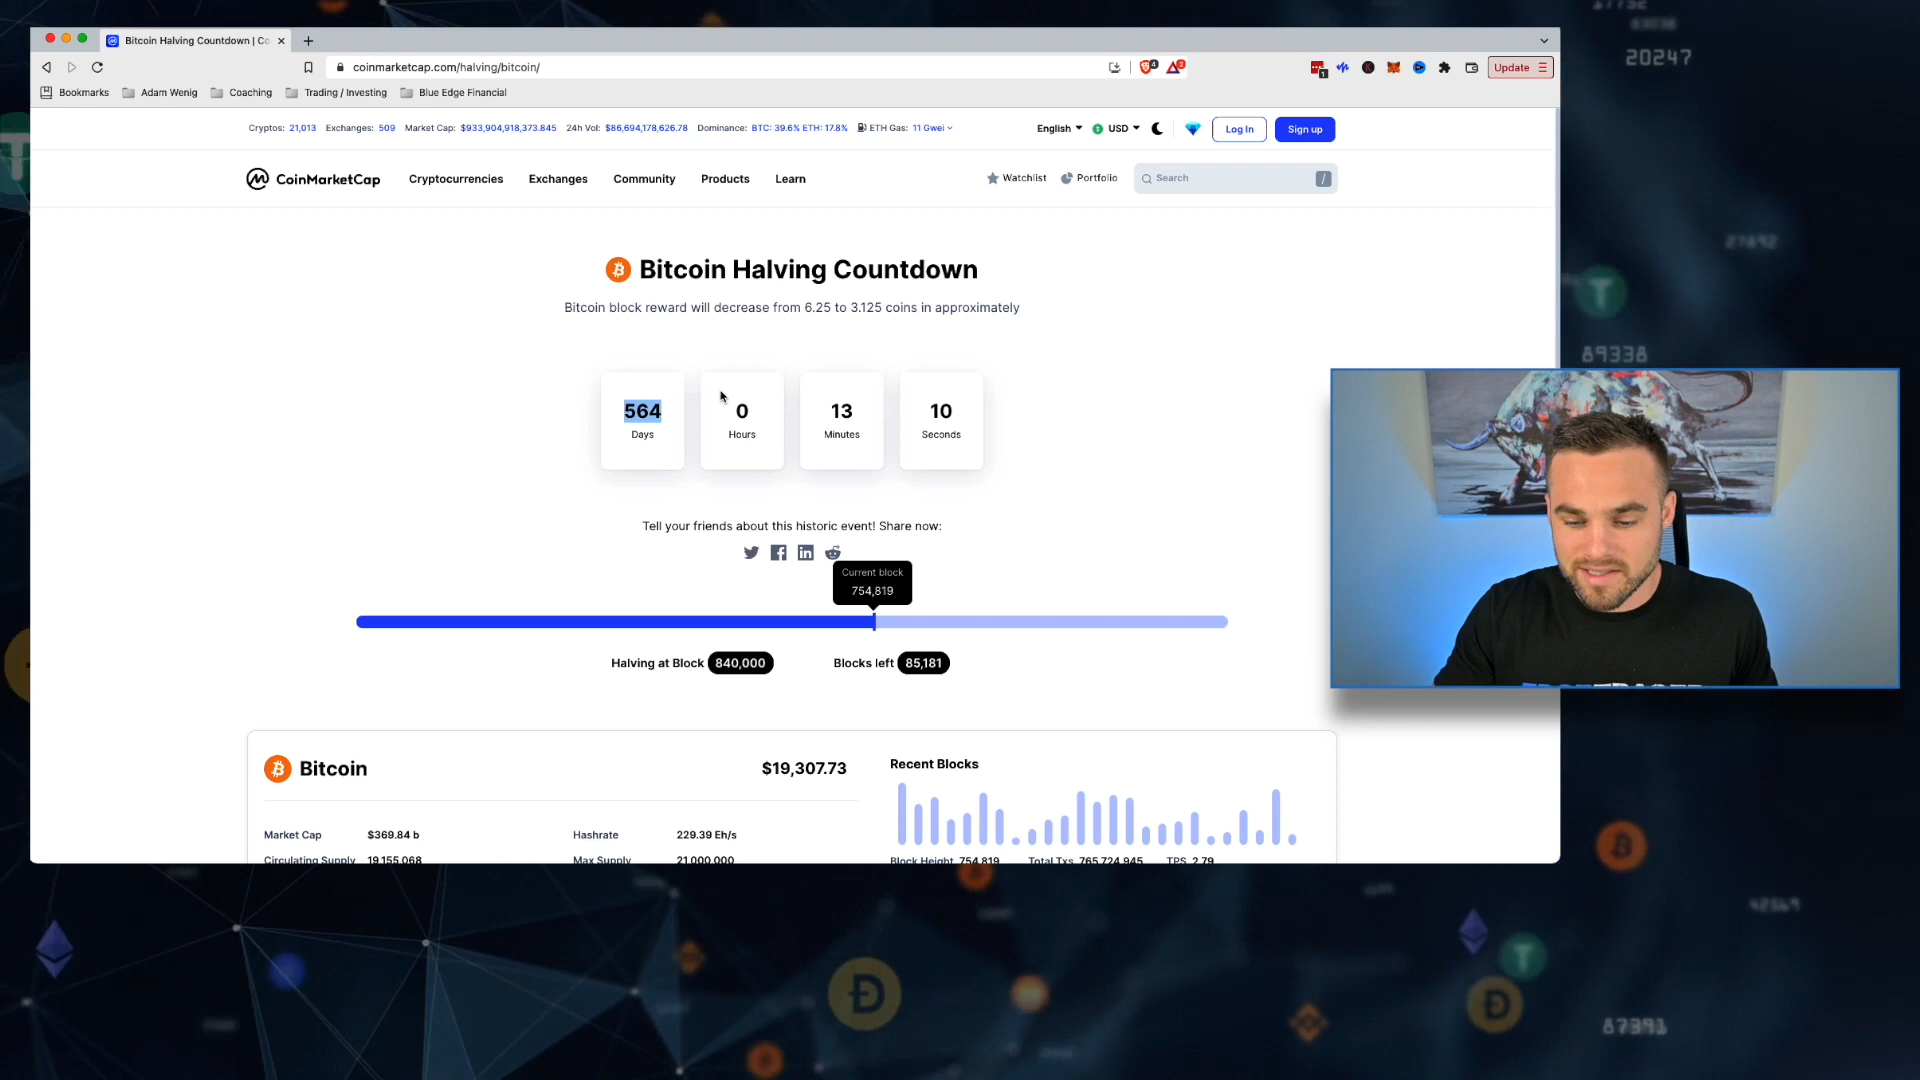 Bitcoin Halving Countdown | Co
coinmarketcap.com/halving/bitcoin/
4
2
1
Update
Bookmarks
Adam Wenig
Coaching
Trading / Investing
Blue Edge Financial
Cryptos: 21,013 Exchanges: 509 Market Cap: $933,904,918,373.845 24h Vol: $86,694,178,626.78 Dominance: BTC: 39.6% ETH: 17.8% ETH Gas: 11 Gwei
English
USD
Log In
Sign up
CoinMarketCap
Cryptocurrencies
Exchanges
Community
Products
Learn
Watchlist
Portfolio
Search
/
Bitcoin Halving Countdown
Bitcoin block reward will decrease from 6.25 to 3.125 coins in approximately
564
Days
0
Hours
13
Minutes
10
Seconds
Tell your friends about this historic event! Share now:
Current block
754,819
Halving at Block 840,000
Blocks left 85,181
Bitcoin
$19,307.73
Recent Blocks
Market Cap $369.84 b
Hashrate 229.39 Eh/s
Circulating Supply 19,155,068
Max Supply 21,000,000
Block Height 754,819
Total Txs 765,724,945
TPS 2.79
20247
27692
89338
42569
87391